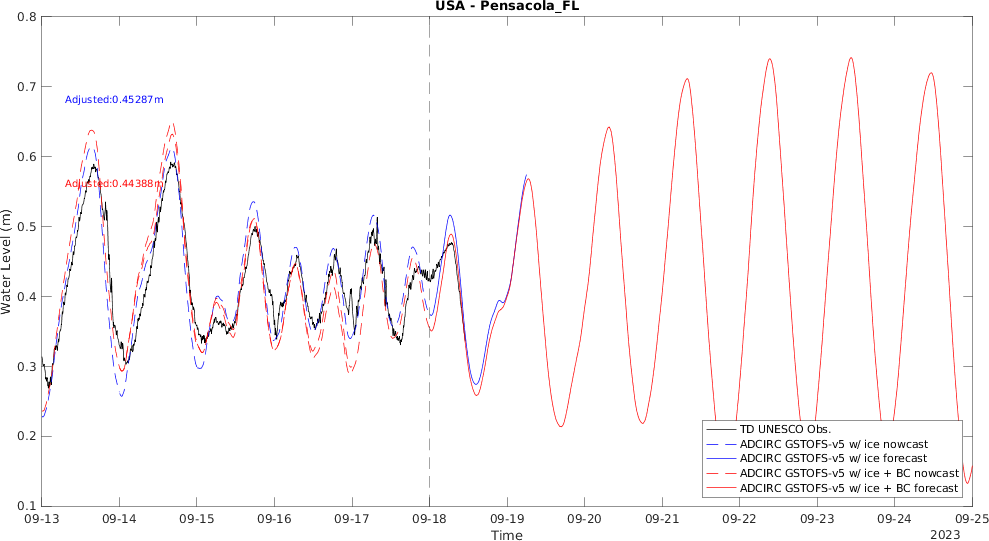 USA - Pensacola_FL
0.8
0.7
0.6
0.5
0.4
0.3
0.2
0.1
Water Level (m)
Adjusted:0.45287m
Adjusted:0.44388m
TD UNESCO Obs.
ADCIRC GSTOFS-v5 w/ ice nowcast
ADCIRC GSTOFS-v5 w/ ice forecast
ADCIRC GSTOFS-v5 w/ ice + BC nowcast
ADCIRC GSTOFS-v5 w/ ice + BC forecast
09-13 09-14 09-15 09-16 09-17 09-18 09-19 09-20 09-21 09-22 09-23 09-24 09-25
Time
2023